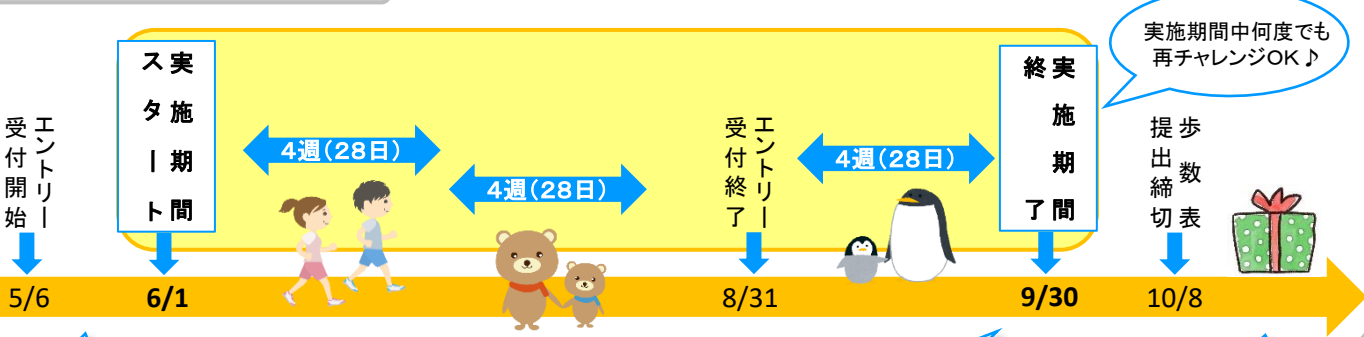 実施期間中何度でも
再チャレンジOK♪
エントリー
受付開始
実施期間
スタート
4週(28日)
4週(28日)
エントリー
受付終了
4週(28日)
実施期間
終了
歩数表
提出締切
5/6
6/1
8/31
9/30
10/8